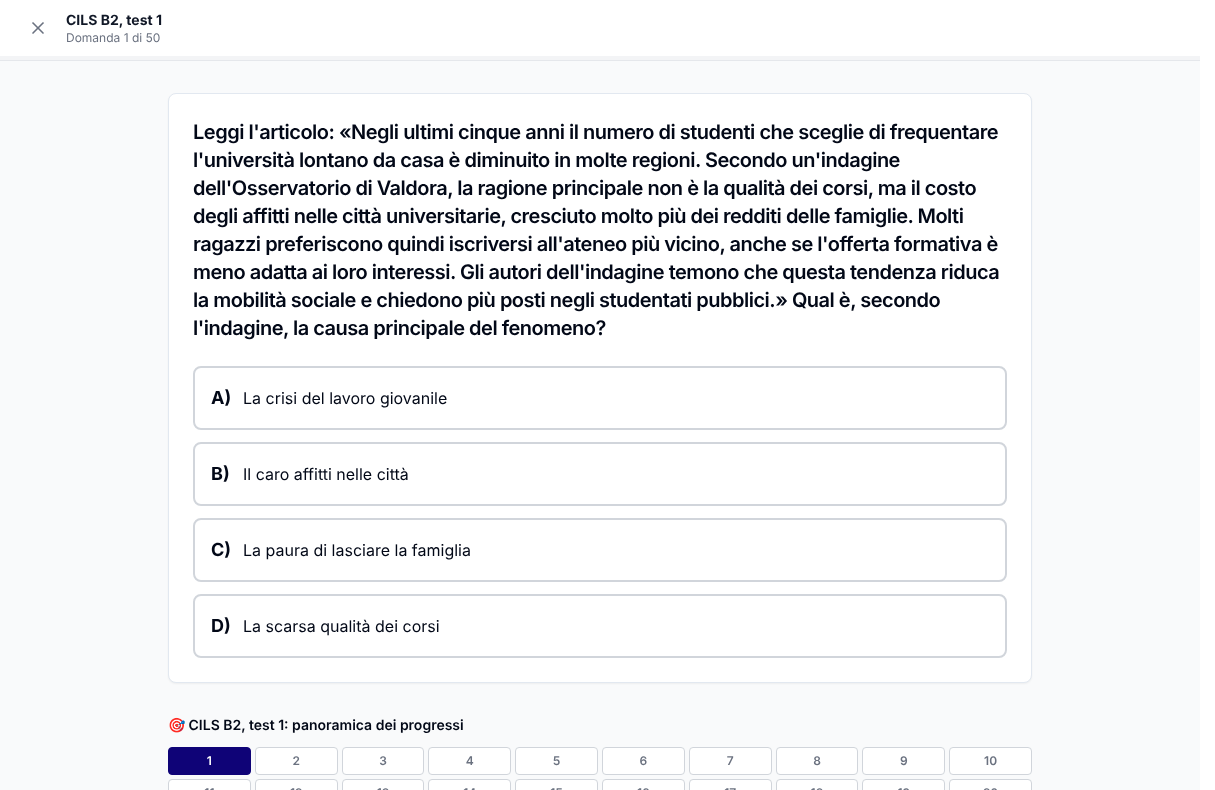 CILS B2, test 1
Domanda 1 di 50
Leggi l'articolo: «Negli ultimi cinque anni il numero di studenti che sceglie di frequentare
l'università lontano da casa è diminuito in molte regioni. Secondo un'indagine
dell'Osservatorio di Valdora, la ragione principale non è la qualità dei corsi, ma il costo
degli affitti nelle città universitarie, cresciuto molto più dei redditi delle famiglie. Molti
ragazzi preferiscono quindi iscriversi all'ateneo più vicino, anche se l'offerta formativa è
meno adatta ai loro interessi. Gli autori dell'indagine temono che questa tendenza riduca
la mobilità sociale e chiedono più posti negli studentati pubblici.» Qual è, secondo
l'indagine, la causa principale del fenomeno?
A) La crisi del lavoro giovanile
B) Il caro affitti nelle città
C) La paura di lasciare la famiglia
D) La scarsa qualità dei corsi
🎯 CILS B2, test 1: panoramica dei progressi
1 2 3 4 5 6 7 8 9 10